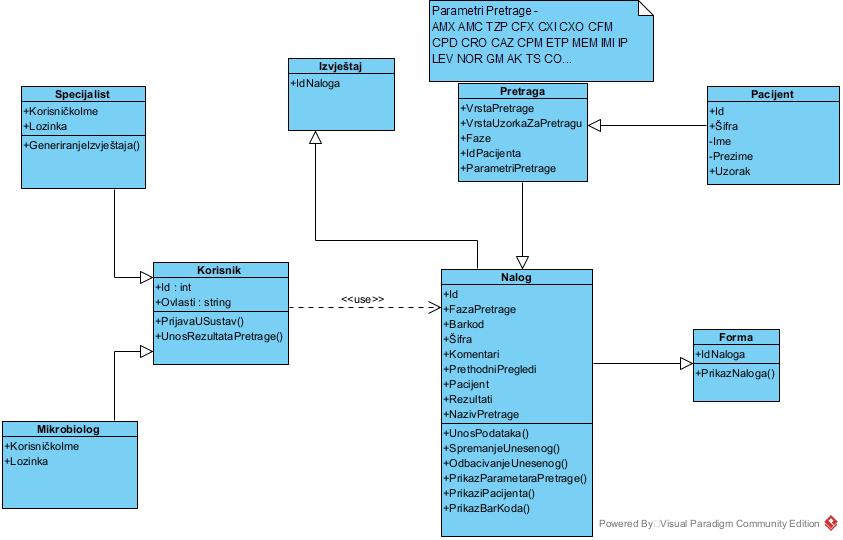 Parametri Pretrage -
AMX AMC TZP CFX CXI CXO CFM
CPD CRO CAZ CPM ETP MEM IMI IP
LEV NOR GM AK TS CO...
Izvještaj
+IdNaloga
Specijalist
+KorisničkoIme
+Lozinka
+GeneriranjeIzvještaja()
Pretraga
+VrstaPretrage
+VrstaUzorkaZaPretragu
+Faze
+IdPacijenta
+ParametriPretrage
Pacijent
+Id
+Šifra
-Ime
-Prezime
+Uzorak
Korisnik
+Id : int
+Ovlasti : string
+PrijavaUSustav()
+UnosRezultataPretrage()
<<use>>
Nalog
+Id
+FazaPretrage
+Barkod
+Šifra
+Komentari
+PrethodniPregledi
+Pacijent
+Rezultati
+NazivPretrage
+UnosPodataka()
+SpremanjeUnesenog()
+OdbacivanjeUnesenog()
+PrikazParametaraPretrage()
+PrikaziPacijenta()
+PrikazBarKoda()
Forma
+IdNaloga
+PrikazNaloga()
Mikrobiolog
+KorisničkoIme
+Lozinka
Powered By Visual Paradigm Community Edition